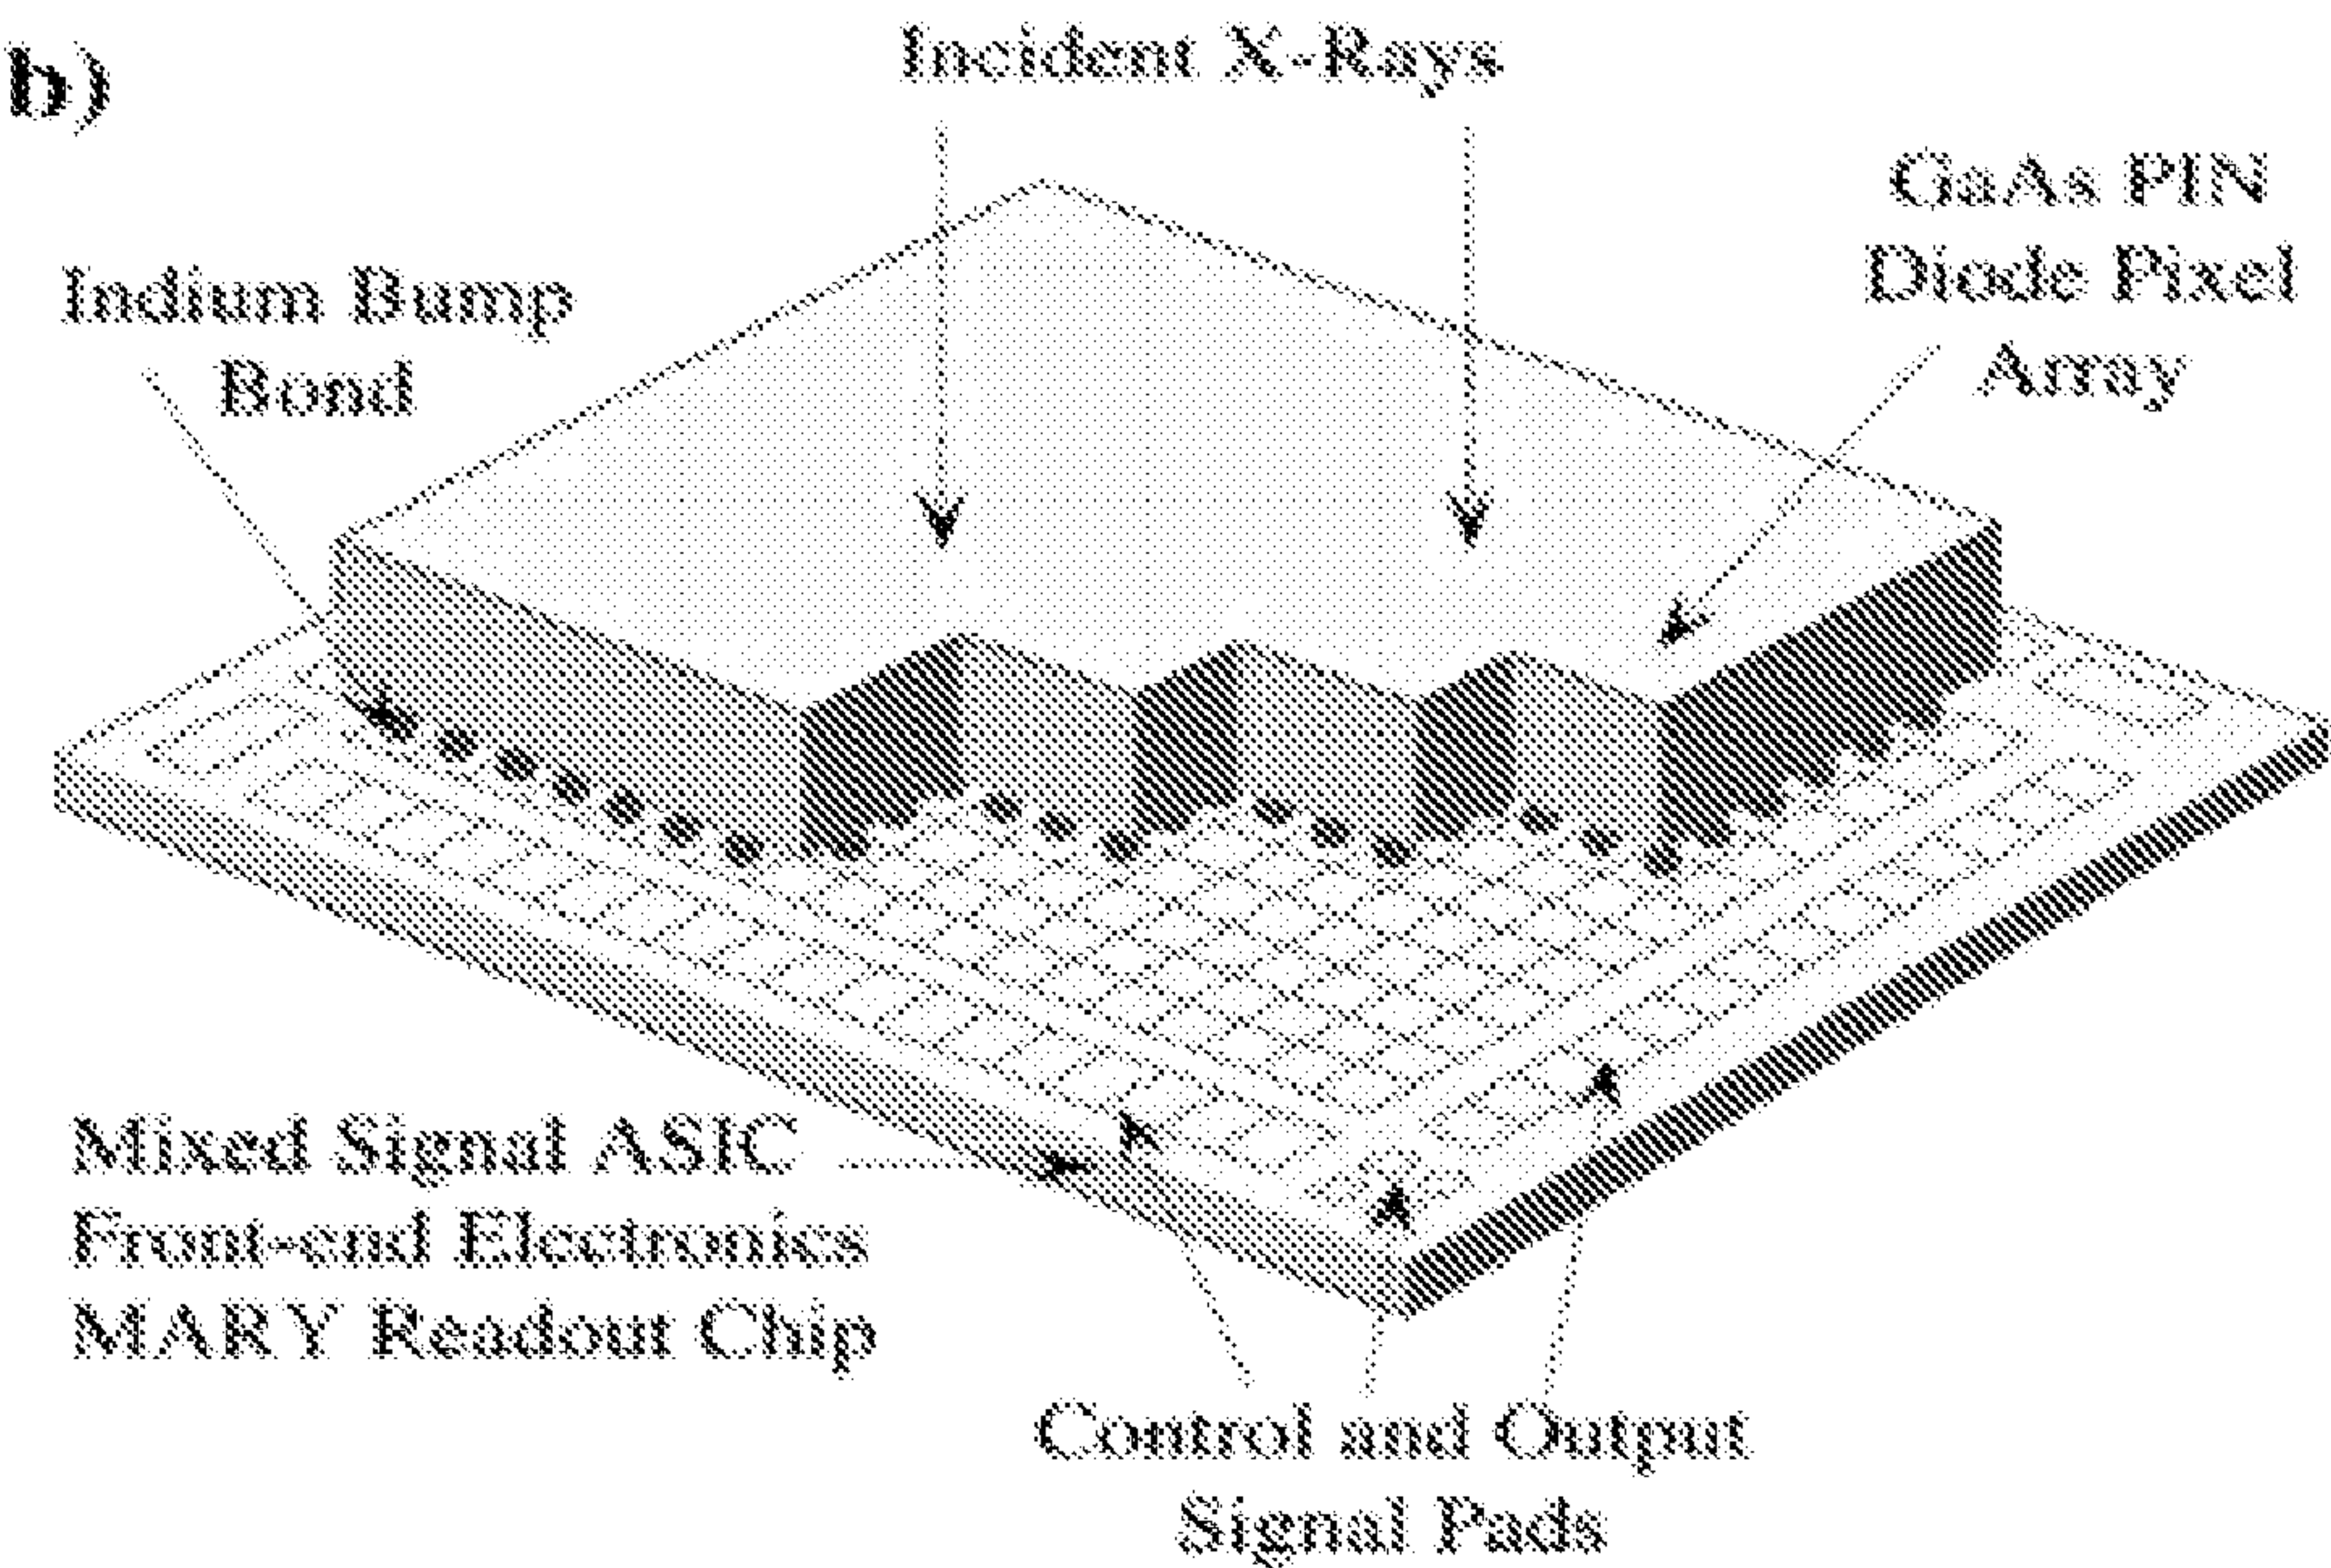 b)
Incident X-Rays
GaAs PIN
Diode Pixel
Array
Indium Bump
Bond
Mixed Signal ASIC
Front-end Electronics
MARY Readout Chip
Control and Output
Signal Pads